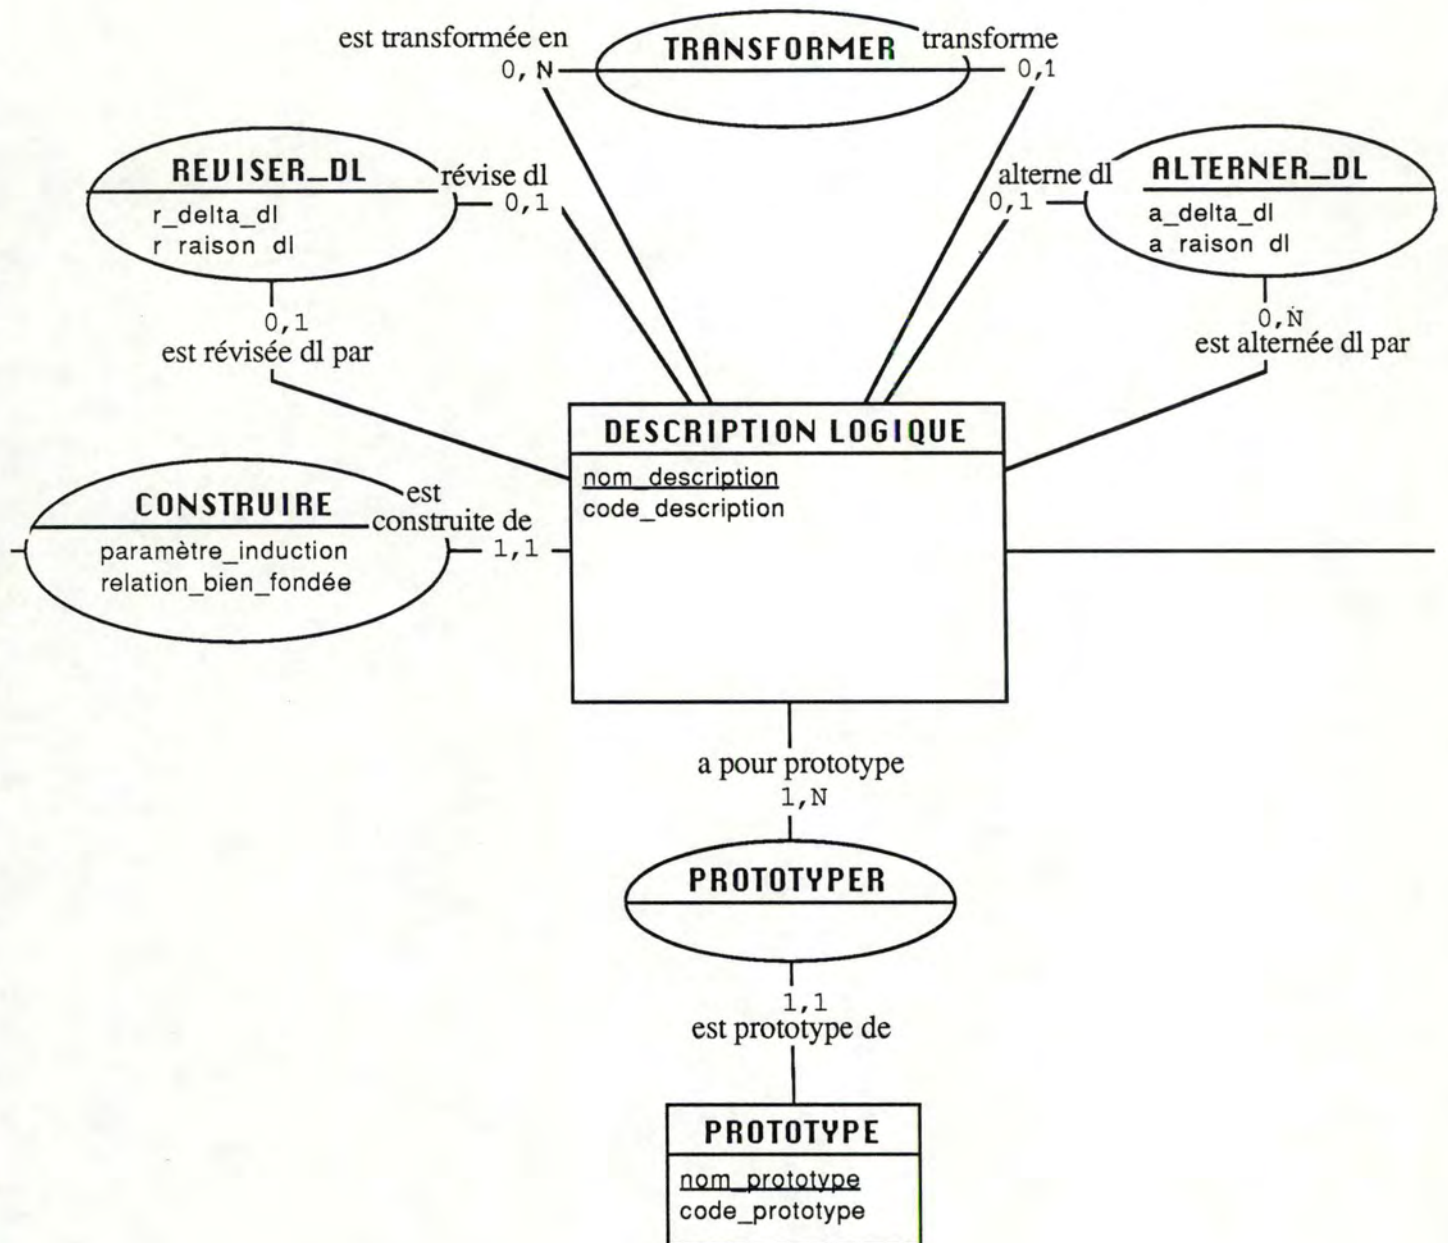 est transformée en
0, N
TRANSFORMER
transforme
0,1
REVISER_DL
r_delta_dl
r raison dl
révise dl
0,1
alterne dl
0,1
ALTERNER_DL
a_delta_dl
a raison dl
0,1
est révisée dl par
0,N
est alternée dl par
DESCRIPTION LOGIQUE
nom_description
code_description
CONSTRUIRE
paramètre_induction
relation_bien_fondée
est
construite de
1,1
a pour prototype
1,N
PROTOTYPER
1,1
est prototype de
PROTOTYPE
nom_prototype
code_prototype